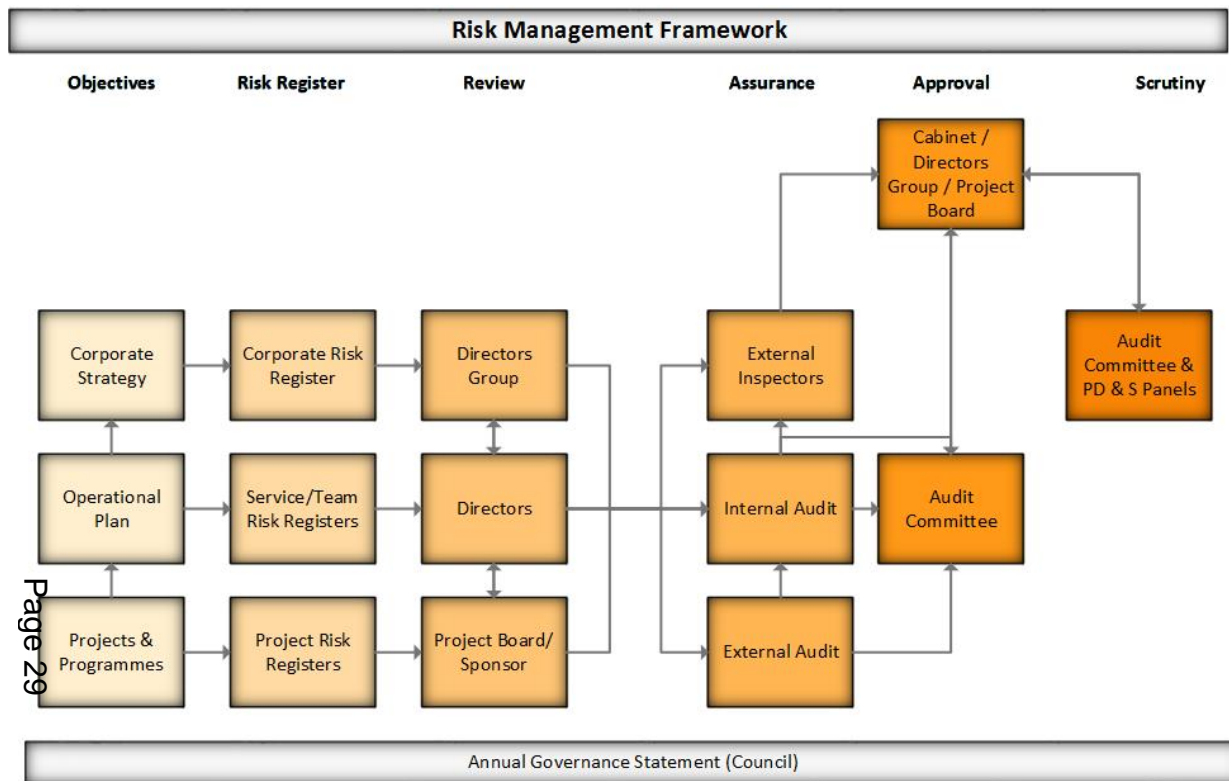 Risk Management Framework
Objectives Risk Register Review Assurance Approval Scrutiny
Cabinet /
Directors
Group / Project
Board
Corporate
Strategy
Corporate Risk
Register
Directors
Group
External
Inspectors
Audit
Committee &
PD & S Panels
Operational
Plan
Service/Team
Risk Registers
Directors
Internal Audit
Audit
Committee
Projects &
Programmes
Project Risk
Registers
Project Board/
Sponsor
External Audit
Page 29
Annual Governance Statement (Council)